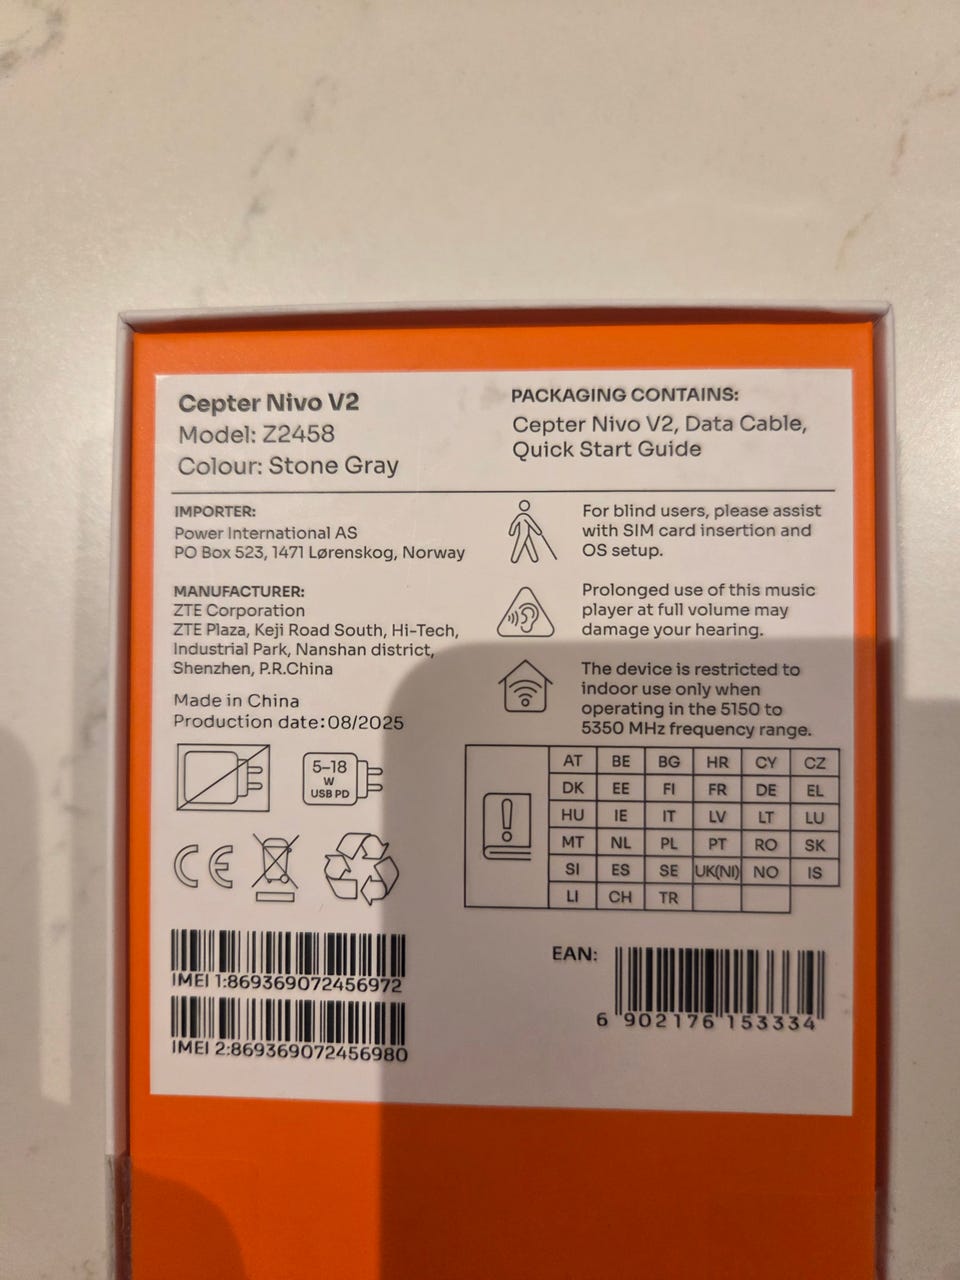 Cepter Nivo V2
Model: Z2458
Colour: Stone Gray
PACKAGING CONTAINS:
Cepter Nivo V2, Data Cable,
Quick Start Guide
IMPORTER:
Power International AS
PO Box 523, 1471 Lørenskog, Norway
MANUFACTURER:
ZTE Corporation
ZTE Plaza, Keji Road South, Hi-Tech,
Industrial Park, Nanshan district,
Shenzhen, P.R.China
Made in China
Production date:08/2025
5–18
W
USB PD
CE
For blind users, please assist
with SIM card insertion and
OS setup.
Prolonged use of this music
player at full volume may
damage your hearing.
The device is restricted to
indoor use only when
operating in the 5150 to
5350 MHz frequency range.
AT BE BG HR CY CZ
DK EE FI FR DE EL
HU IE IT LV LT LU
MT NL PL PT RO SK
SI ES SE UK(NI) NO IS
LI CH TR
IMEI 1:869369072456972
IMEI 2:869369072456980
EAN:
6 902176 153334